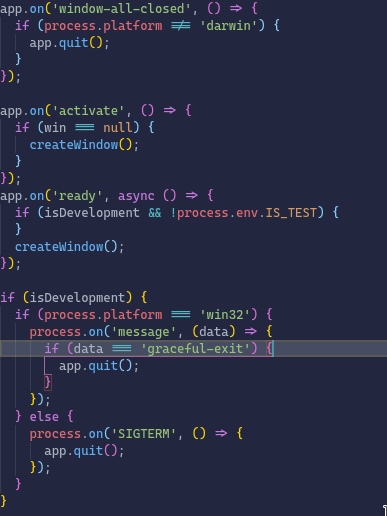 app.on('window-all-closed', () => {
  if (process.platform !== 'darwin') {
    app.quit();
  }
});

app.on('activate', () => {
  if (win === null) {
    createWindow();
  }
});
app.on('ready', async () => {
  if (isDevelopment && !process.env.IS_TEST) {
  }
  createWindow();
});

if (isDevelopment) {
  if (process.platform === 'win32') {
    process.on('message', (data) => {
      if (data === 'graceful-exit') {
        app.quit();
      }
    });
  } else {
    process.on('SIGTERM', () => {
      app.quit();
    });
  }
}